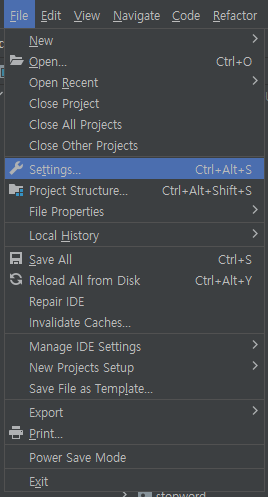 File Edit View Navigate Code Refactor
New
Open... Ctrl+O
Open Recent
Close Project
Close All Projects
Close Other Projects
Settings... Ctrl+Alt+S
Project Structure... Ctrl+Alt+Shift+S
File Properties
Local History
Save All Ctrl+S
Reload All from Disk Ctrl+Alt+Y
Repair IDE
Invalidate Caches...
Manage IDE Settings
New Projects Setup
Save File as Template...
Export
Print...
Power Save Mode
Exit
stopword